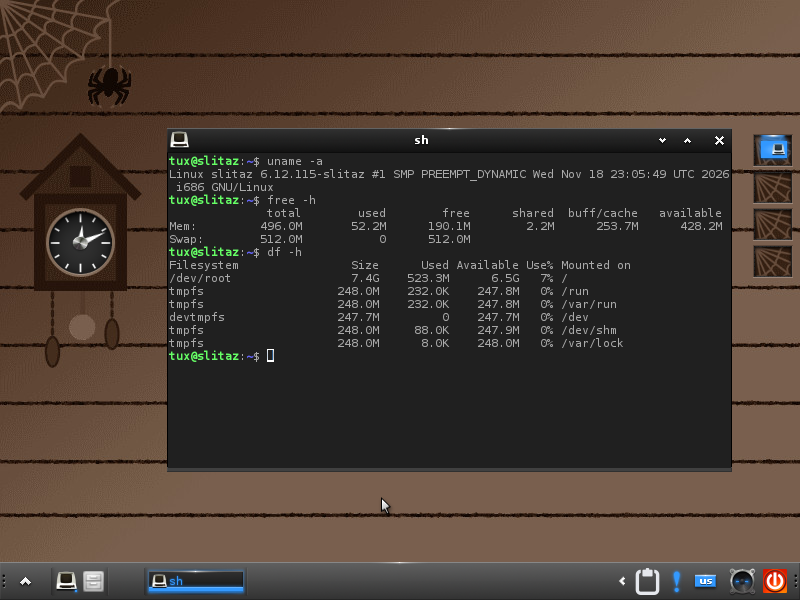 sh
tux@slitaz:~$ uname -a
Linux slitaz 6.12.115-slitaz #1 SMP PREEMPT_DYNAMIC Wed Nov 18 23:05:49 UTC 2026
 i686 GNU/Linux
tux@slitaz:~$ free -h
total used free shared buff/cache available
Mem: 496.0M 52.2M 190.1M 2.2M 253.7M 428.2M
Swap: 512.0M 0 512.0M
tux@slitaz:~$ df -h
Filesystem Size Used Available Use% Mounted on
/dev/root 7.4G 523.3M 6.5G 7% /
tmpfs 248.0M 232.0K 247.8M 0% /run
tmpfs 248.0M 232.0K 247.8M 0% /var/run
devtmpfs 247.7M 0 247.7M 0% /dev
tmpfs 248.0M 88.0K 247.9M 0% /dev/shm
tmpfs 248.0M 8.0K 248.0M 0% /var/lock
tux@slitaz:~$
sh
us